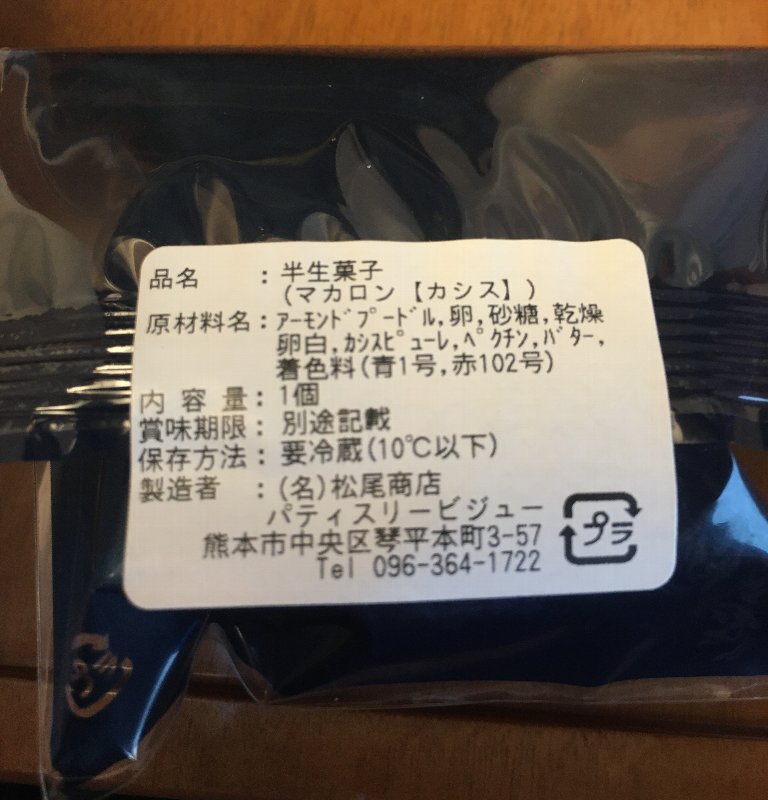 品名 : 半生菓子
(マカロン【カシス】)
原材料名:ｱｰﾓﾝﾄﾞﾌﾟｰﾄﾞﾙ,卵,砂糖,乾燥
卵白,ｶｼｽﾋﾟｭｰﾚ,ﾍﾟｸﾁﾝ,ﾊﾞﾀｰ,
着色料(青1号,赤102号)
内容量: 1個
賞味期限: 別途記載
保存方法: 要冷蔵(10℃以下)
製造者 : (名)松尾商店
パティスリービジュー
熊本市中央区琴平本町3-57
Tel 096-364-1722
プラ